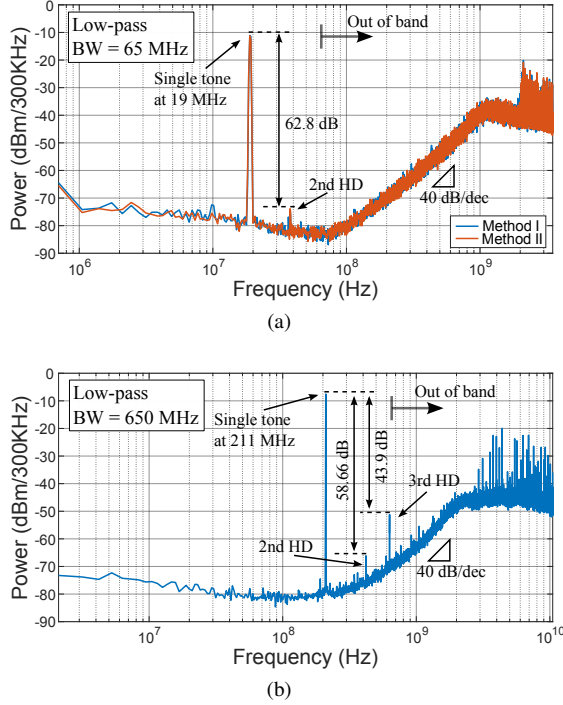 0
-10
-20
-30
-40
-50
-60
-70
-80
-90
Power (dBm/300KHz)
Low-pass
BW = 65 MHz
Single tone
at 19 MHz
62.8 dB
2nd HD
Out of band
40 dB/dec
Method I
Method II
10^6
10^7
10^8
10^9
Frequency (Hz)
(a)
0
-10
-20
-30
-40
-50
-60
-70
-80
-90
Power (dBm/300KHz)
Low-pass
BW = 650 MHz
Single tone
at 211 MHz
58.66 dB
43.9 dB
Out of band
3rd HD
2nd HD
40 dB/dec
10^7
10^8
10^9
10^10
Frequency (Hz)
(b)